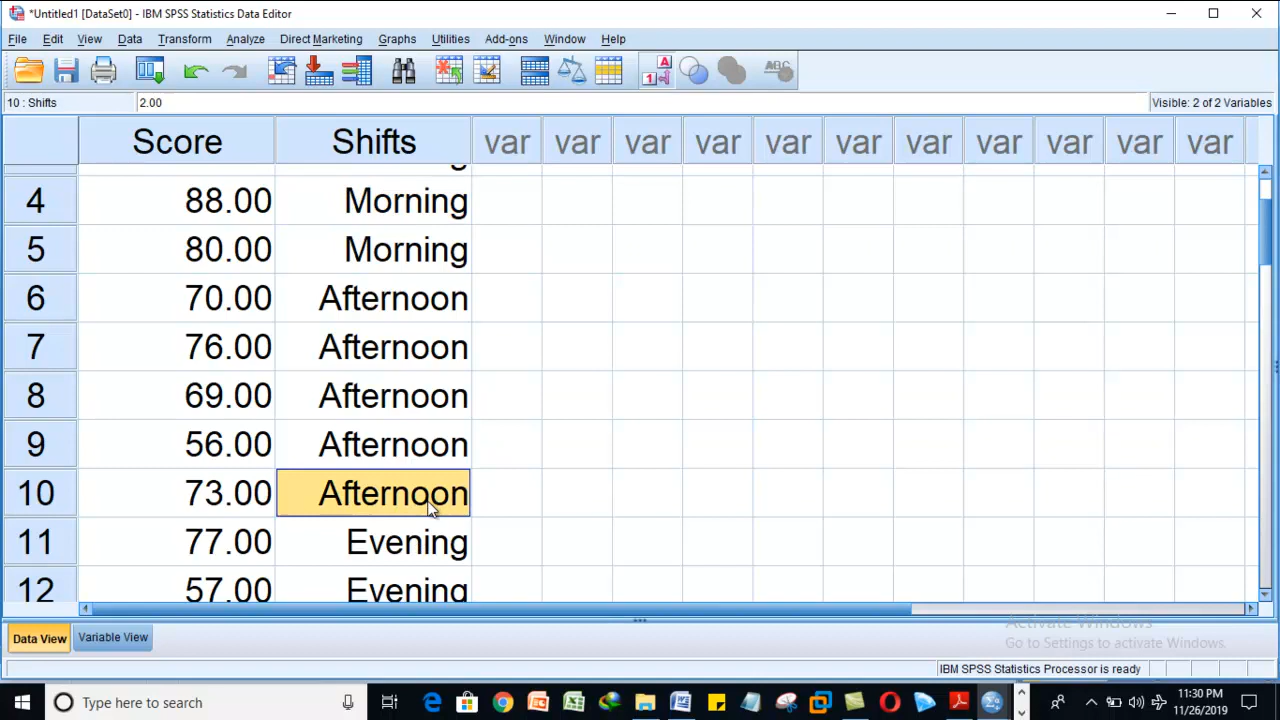 *Untitled1 [DataSet0] - IBM SPSS Statistics Data Editor
File Edit View Data Transform Analyze Direct Marketing Graphs Utilities Add-ons Window Help
10 : Shifts 2.00 Visible: 2 of 2 Variables
Score Shifts var var var var var var var var var var var
4 88.00 Morning
5 80.00 Morning
6 70.00 Afternoon
7 76.00 Afternoon
8 69.00 Afternoon
9 56.00 Afternoon
10 73.00 Afternoon
11 77.00 Evening
12 57.00 Evening
Activate Windows
Data View Variable View Go to Settings to activate Windows.
IBM SPSS Statistics Processor is ready
Type here to search 11:30 PM
11/26/2019